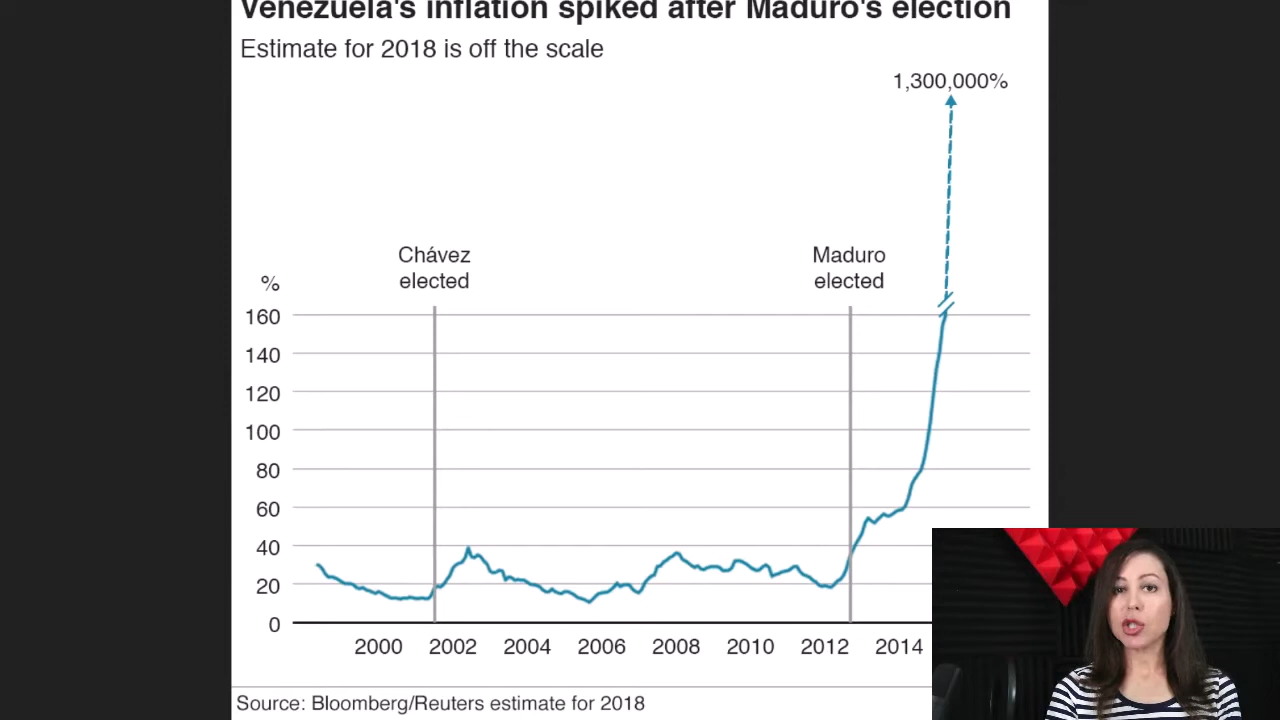 Venezuela's inflation spiked after Maduro's election
Estimate for 2018 is off the scale
1,300,000%
Chávez
elected
Maduro
elected
%
160
140
120
100
80
60
40
20
0
2000 2002 2004 2006 2008 2010 2012 2014
Source: Bloomberg/Reuters estimate for 2018